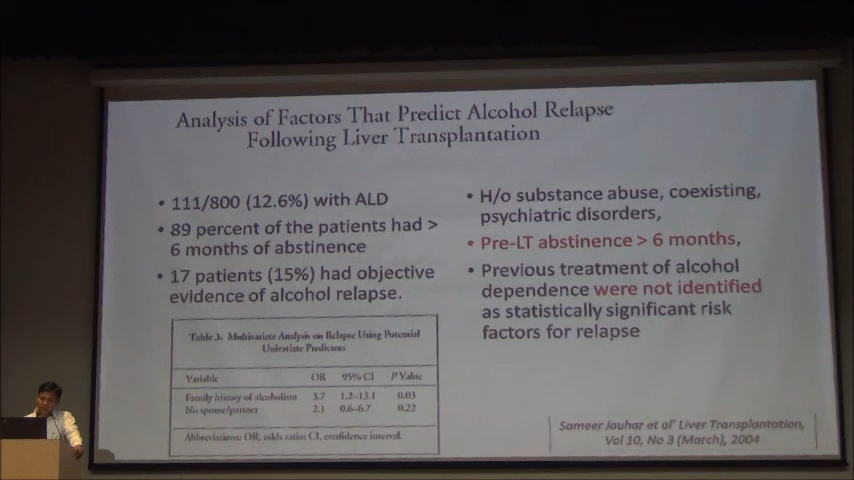 Analysis of Factors That Predict Alcohol Relapse
Following Liver Transplantation
• 111/800 (12.6%) with ALD
• 89 percent of the patients had >
6 months of abstinence
• 17 patients (15%) had objective
evidence of alcohol relapse.
Table 3. Multivariate Analysis on Relapse Using Potential
Univariate Predictors
Variable OR 95% CI P Value
Family history of alcoholism 3.7 1.2–13.1 0.03
No spouse/partner 2.1 0.6–6.7 0.22
Abbreviations: OR, odds ratio; CI, confidence interval.
• H/o substance abuse, coexisting,
psychiatric disorders,
• Pre-LT abstinence > 6 months,
• Previous treatment of alcohol
dependence were not identified
as statistically significant risk
factors for relapse
Sameer Jauhar et al' Liver Transplantation,
Vol 10, No 3 (March), 2004